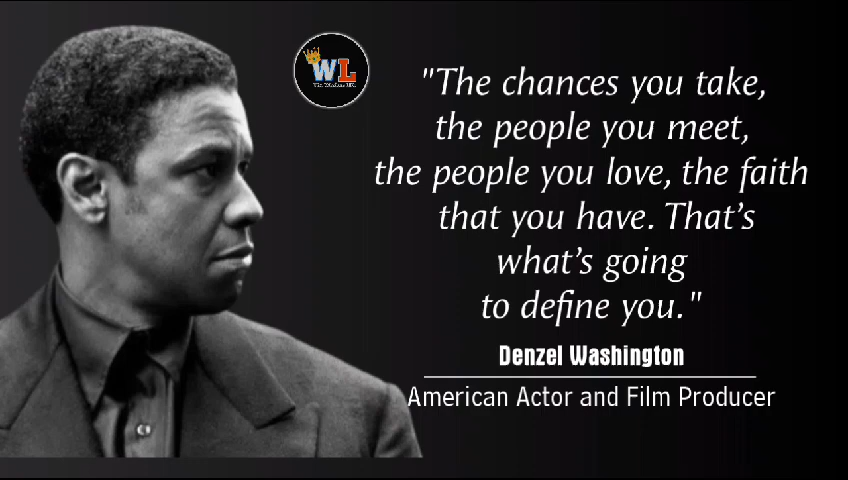 WL
"The chances you take,
the people you meet,
the people you love, the faith
that you have. That’s
what’s going
to define you."
Denzel Washington
American Actor and Film Producer